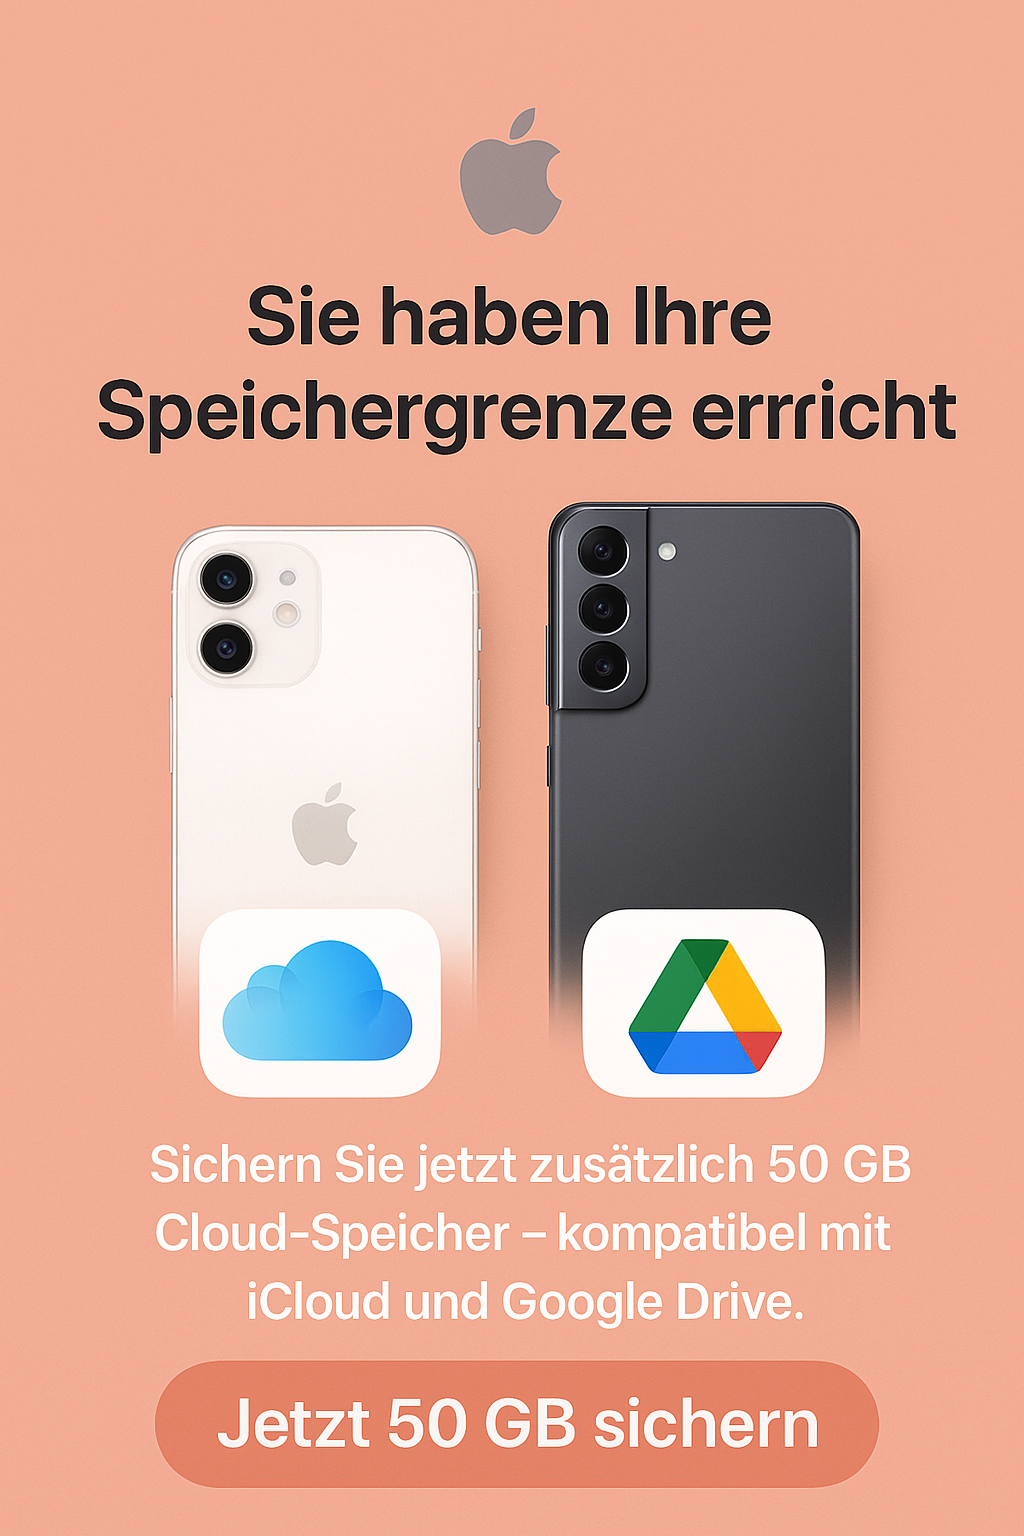 Sie haben Ihre
Speichergrenze errricht
Sichern Sie jetzt zusätzlich 50 GB
Cloud-Speicher – kompatibel mit
iCloud und Google Drive.
Jetzt 50 GB sichern